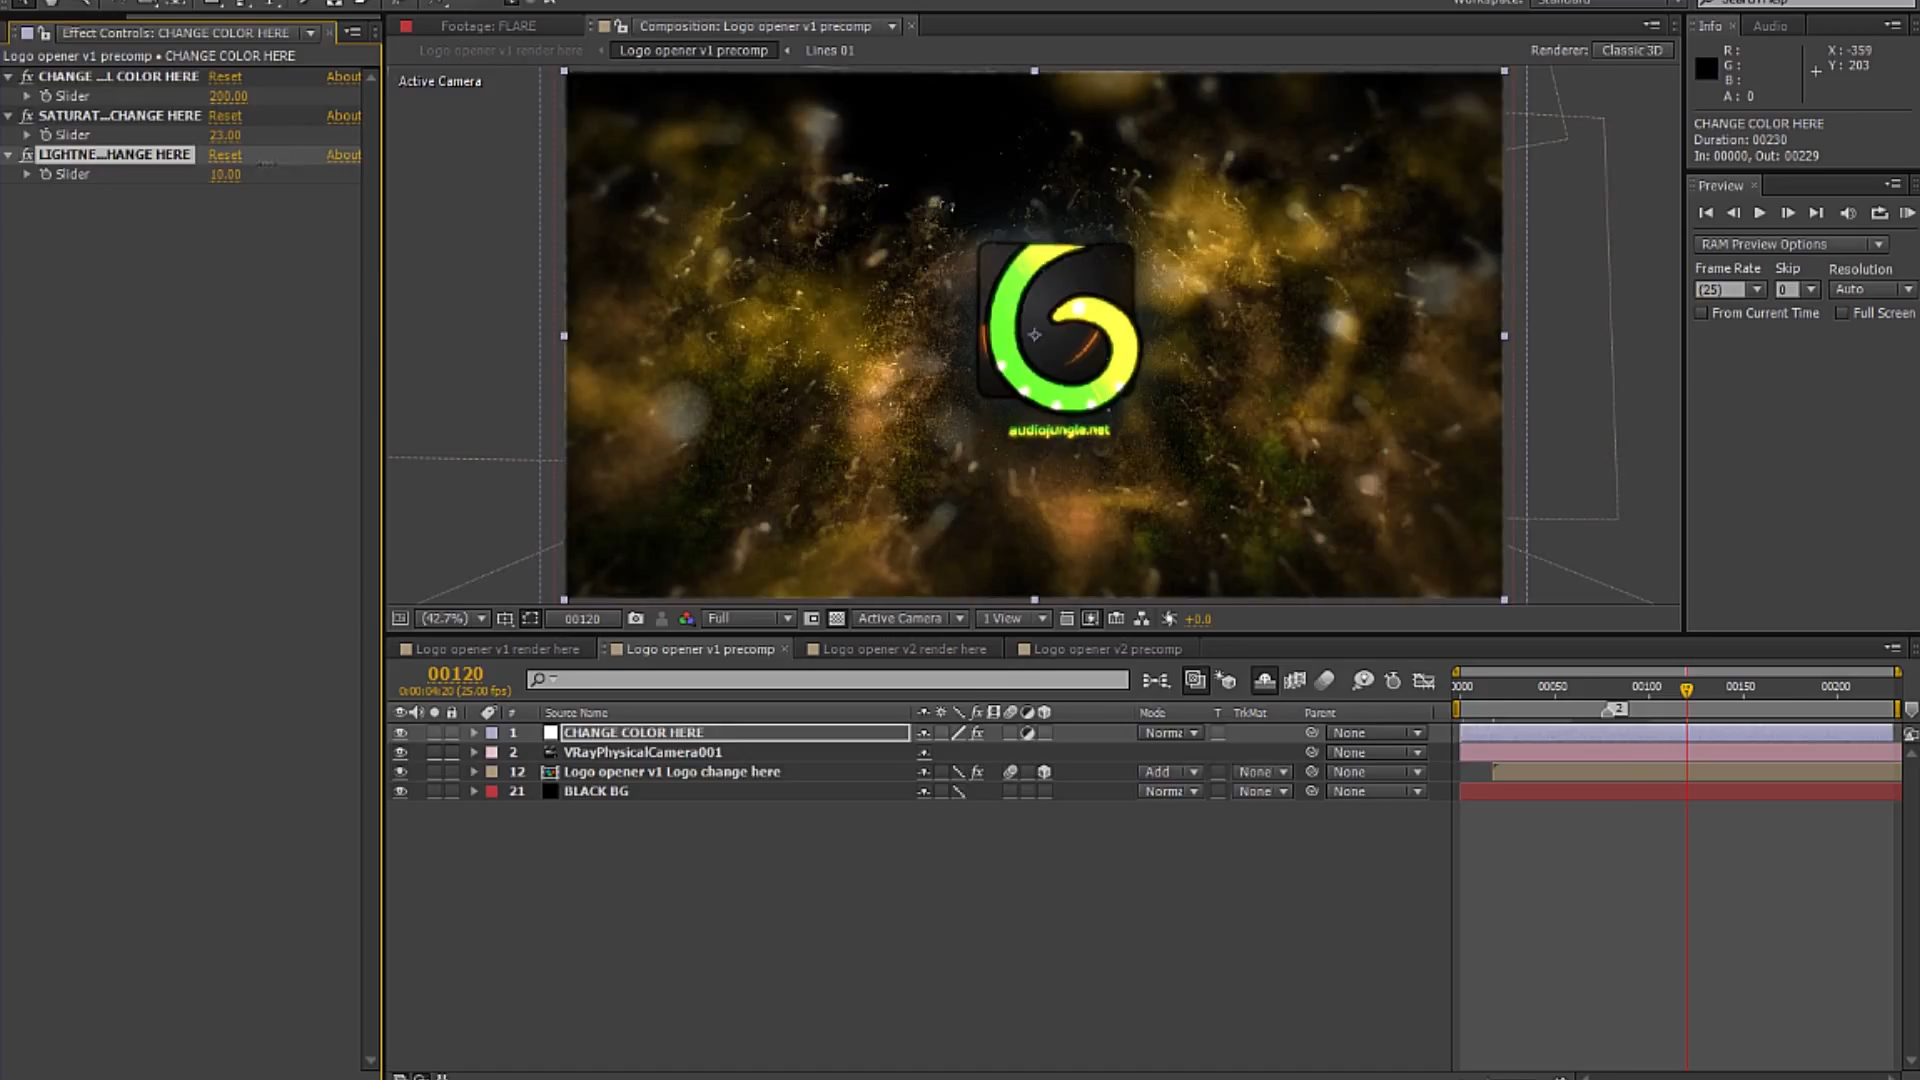 Effect Controls: CHANGE COLOR HERE
Logo opener v1 precomp • CHANGE COLOR HERE
fx CHANGE ...L COLOR HERE Reset About
Slider 200.00
fx SATURAT...CHANGE HERE Reset About
Slider 23.00
fx LIGHTNE...HANGE HERE Reset About
Slider 10.00
Footage: FLARE
Composition: Logo opener v1 precomp
Logo opener v1 render here
Logo opener v1 precomp
Lines 01
Renderer: Classic 3D
Active Camera
audiojungle.net
(42.7%) 00120 Full Active Camera 1 View +0.0
Info Audio
R: X: -359
G: Y: 203
B:
A: 0
CHANGE COLOR HERE
Duration: 00230
In: 00000, Out: 00229
Preview
RAM Preview Options
Frame Rate Skip Resolution
(25) 0 Auto
From Current Time Full Screen
Logo opener v1 render here Logo opener v1 precomp Logo opener v2 render here Logo opener v2 precomp
00120
0:00:04:20 (25.00 fps)
00050 00100 00150 00200
# Source Name Mode T TrkMat Parent
2
1 CHANGE COLOR HERE Norma None
2 VRayPhysicalCamera001 None
12 Logo opener v1 Logo change here Add None None
21 BLACK BG Norma None None